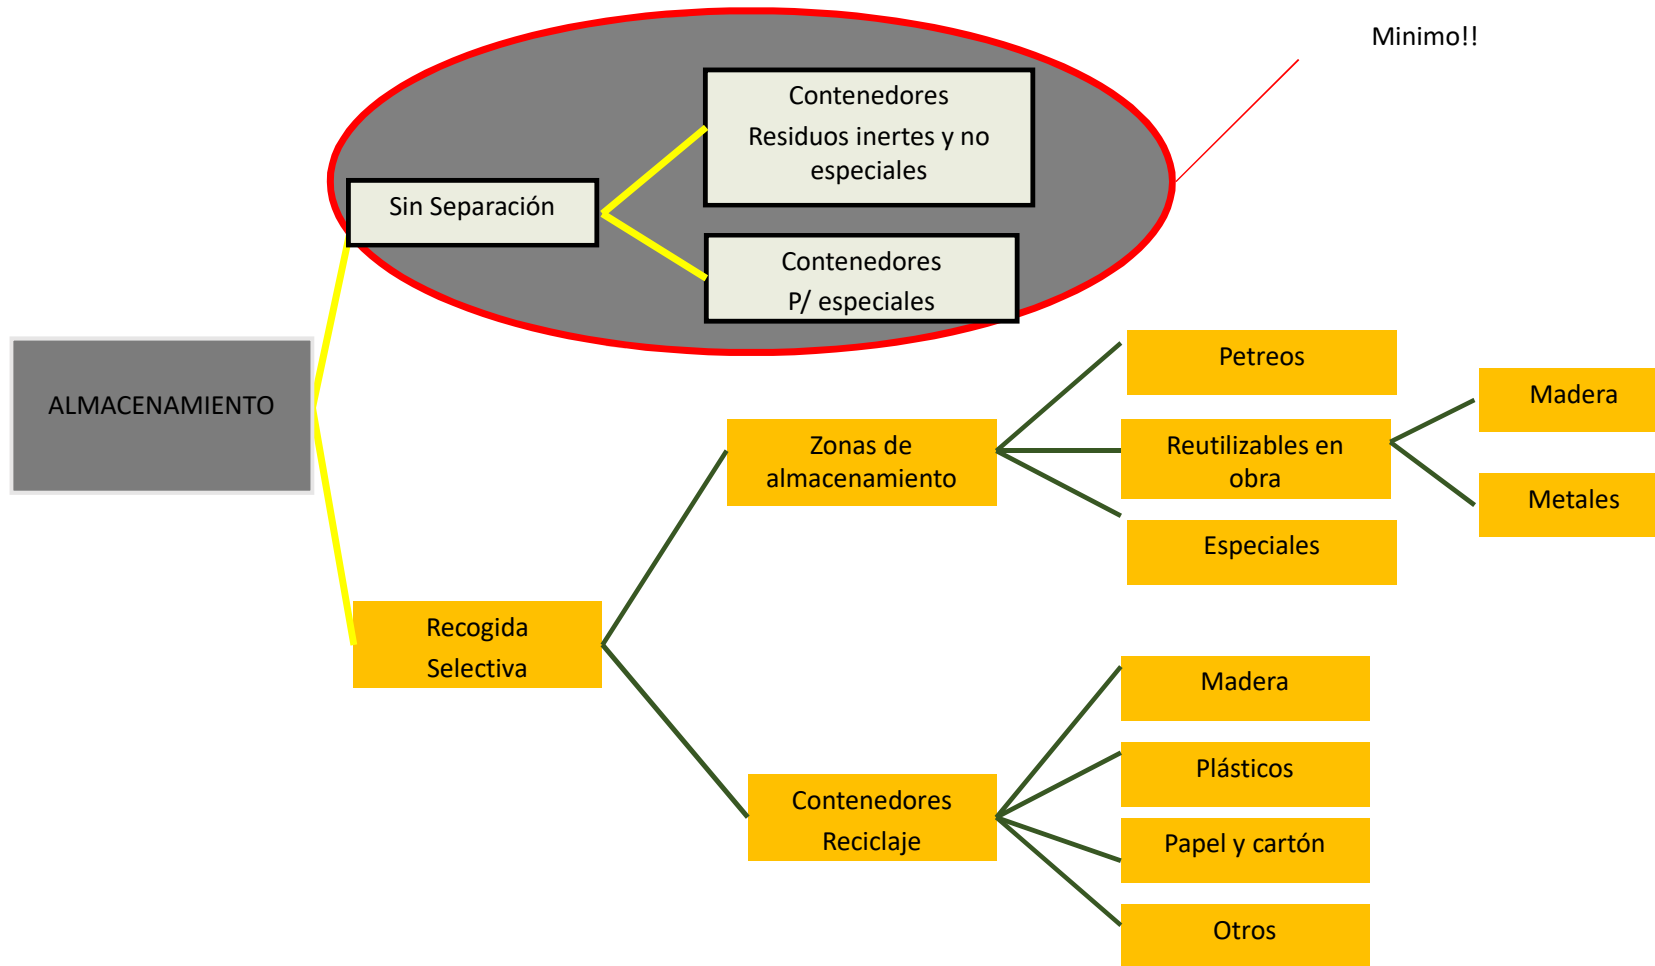 Minimo!!
Contenedores
Residuos inertes y no
especiales
Sin Separación
Contenedores
P/ especiales
ALMACENAMIENTO
Petreos
Madera
Zonas de
almacenamiento
Reutilizables en
obra
Metales
Especiales
Recogida
Selectiva
Madera
Plásticos
Contenedores
Reciclaje
Papel y cartón
Otros